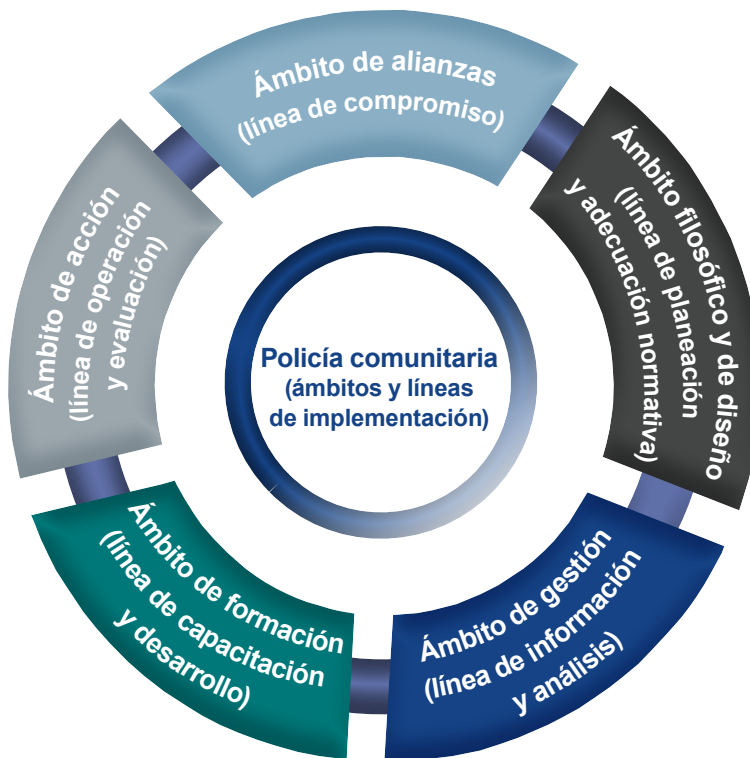 Ámbito de alianzas
(línea de compromiso)
Ámbito filosófico y de diseño
(línea de planeación
y adecuación normativa)
Ámbito de gestión
(línea de información
y análisis)
Ámbito de formación
(línea de capacitación
y desarrollo)
Ámbito de acción
(línea de operación
y evaluación)
Policía comunitaria
(ámbitos y líneas
de implementación)